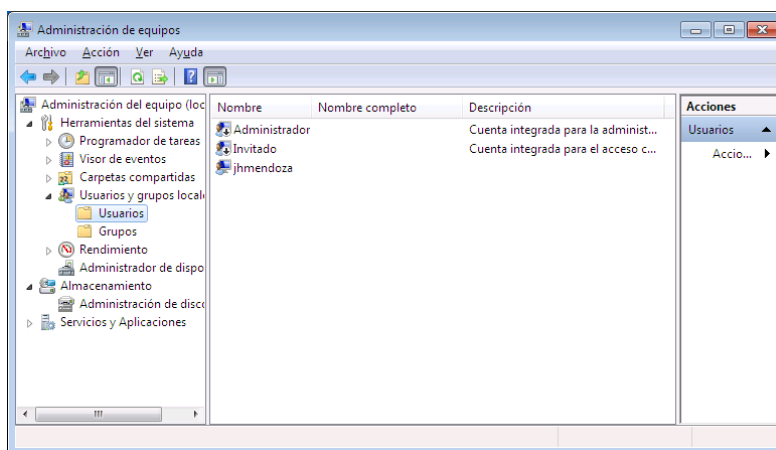 Administración de equipos
Archivo Acción Ver Ayuda
Administración del equipo (loc
Herramientas del sistema
Programador de tareas
Visor de eventos
Carpetas compartidas
Usuarios y grupos local
Usuarios
Grupos
Rendimiento
Administrador de dispo
Almacenamiento
Administración de disco
Servicios y Aplicaciones
Nombre Nombre completo Descripción
Administrador Cuenta integrada para la administ...
Invitado Cuenta integrada para el acceso c...
jhmendoza
Acciones
Usuarios
Accio...